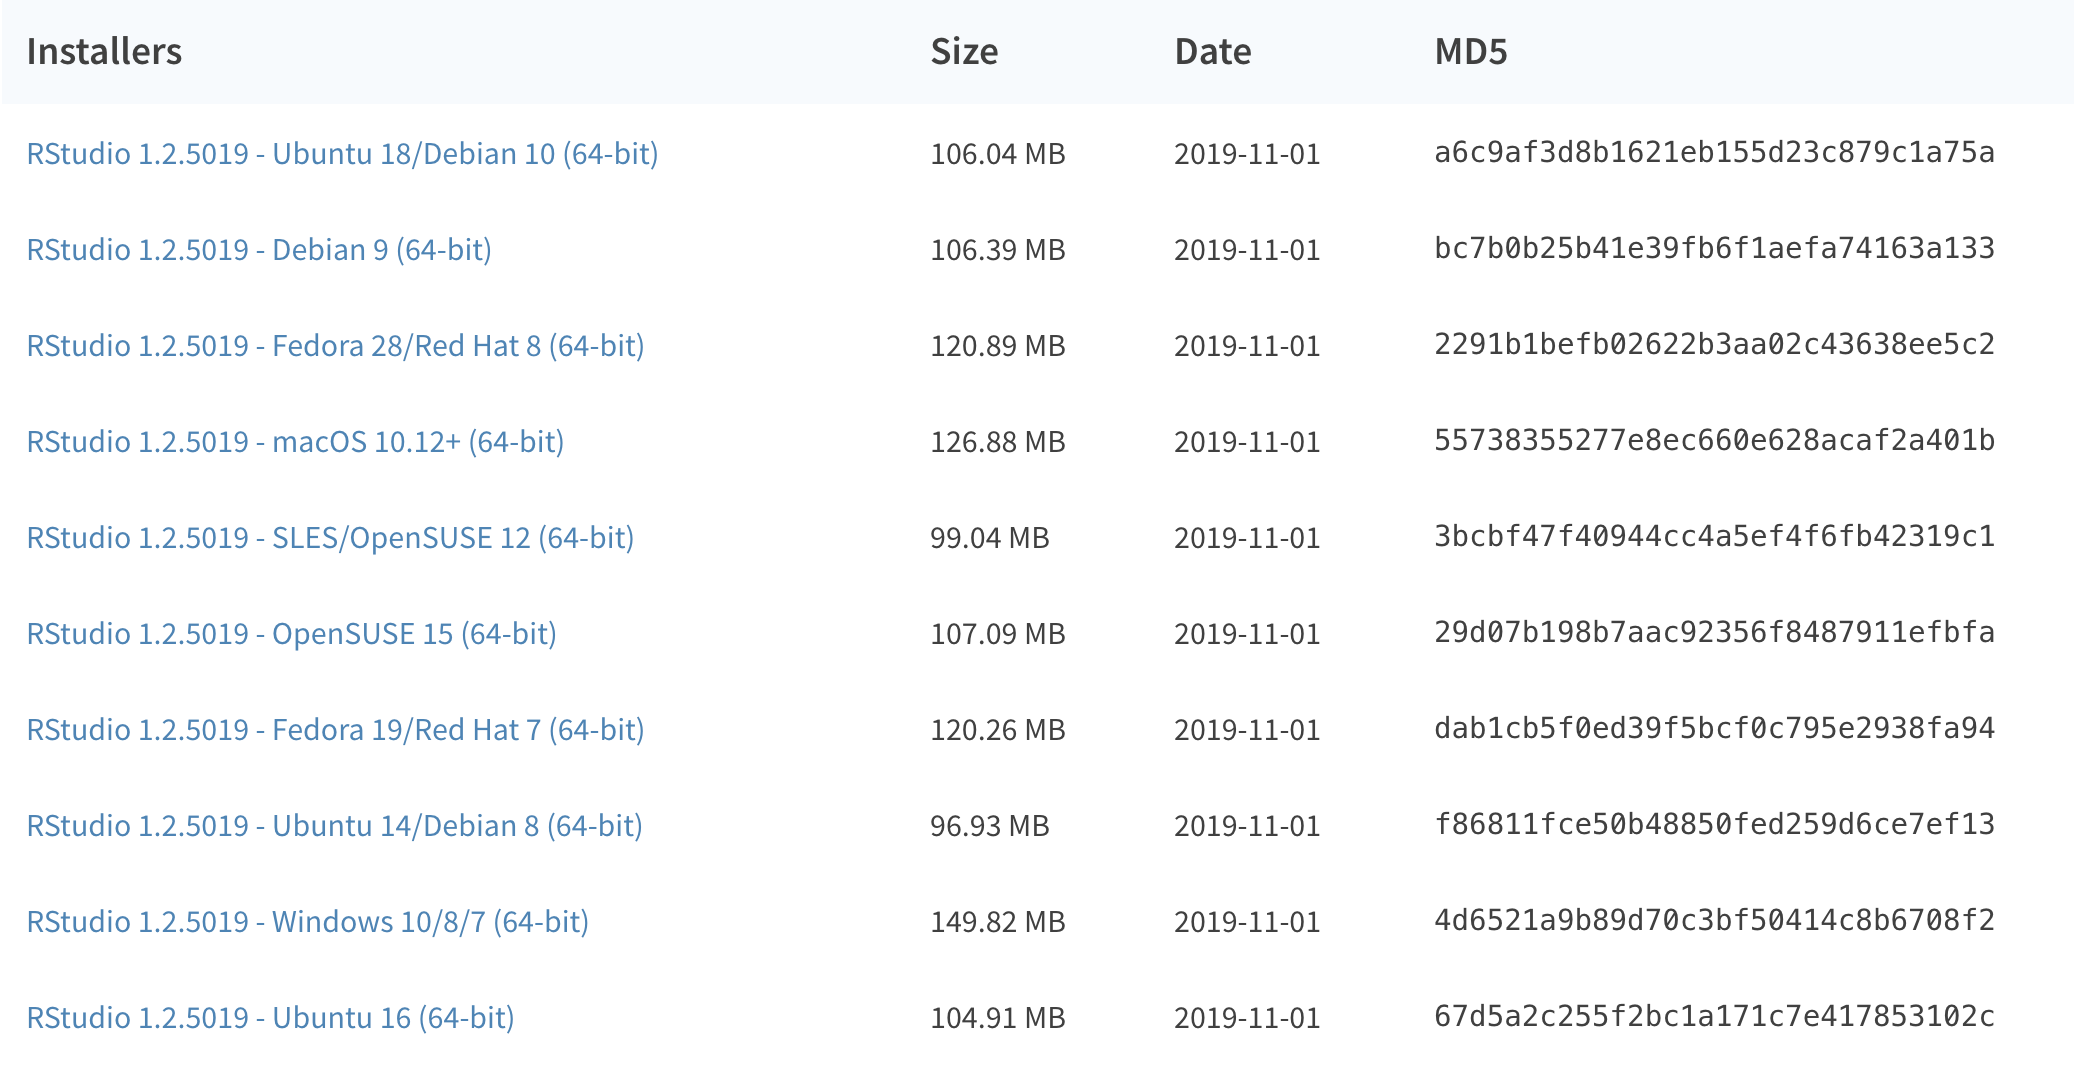 Installers Size Date MD5
RStudio 1.2.5019 - Ubuntu 18/Debian 10 (64-bit) 106.04 MB 2019-11-01 a6c9af3d8b1621eb155d23c879c1a75a
RStudio 1.2.5019 - Debian 9 (64-bit) 106.39 MB 2019-11-01 bc7b0b25b41e39fb6f1aefa74163a133
RStudio 1.2.5019 - Fedora 28/Red Hat 8 (64-bit) 120.89 MB 2019-11-01 2291b1befb02622b3aa02c43638ee5c2
RStudio 1.2.5019 - macOS 10.12+ (64-bit) 126.88 MB 2019-11-01 55738355277e8ec660e628acaf2a401b
RStudio 1.2.5019 - SLES/OpenSUSE 12 (64-bit) 99.04 MB 2019-11-01 3bcbf47f40944cc4a5ef4f6fb42319c1
RStudio 1.2.5019 - OpenSUSE 15 (64-bit) 107.09 MB 2019-11-01 29d07b198b7aac92356f8487911efbfa
RStudio 1.2.5019 - Fedora 19/Red Hat 7 (64-bit) 120.26 MB 2019-11-01 dab1cb5f0ed39f5bcf0c795e2938fa94
RStudio 1.2.5019 - Ubuntu 14/Debian 8 (64-bit) 96.93 MB 2019-11-01 f86811fce50b48850fed259d6ce7ef13
RStudio 1.2.5019 - Windows 10/8/7 (64-bit) 149.82 MB 2019-11-01 4d6521a9b89d70c3bf50414c8b6708f2
RStudio 1.2.5019 - Ubuntu 16 (64-bit) 104.91 MB 2019-11-01 67d5a2c255f2bc1a171c7e417853102c